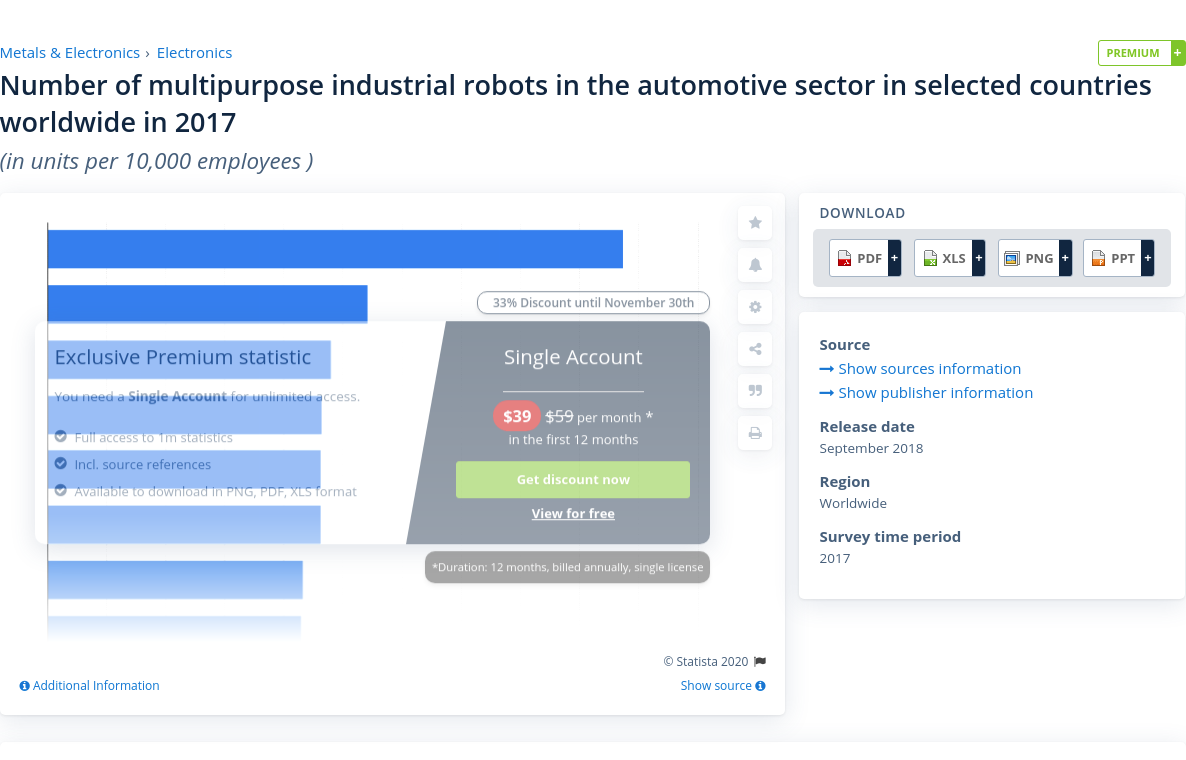 Metals & Electronics › Electronics
PREMIUM +
Number of multipurpose industrial robots in the automotive sector in selected countries
worldwide in 2017
(in units per 10,000 employees )
33% Discount until November 30th
Exclusive Premium statistic
You need a Single Account for unlimited access.
Full access to 1m statistics
Incl. source references
Available to download in PNG, PDF, XLS format
Single Account
$39 $59 per month *
in the first 12 months
Get discount now
View for free
*Duration: 12 months, billed annually, single license
© Statista 2020
Additional Information
Show source
DOWNLOAD
PDF + XLS + PNG + PPT +
Source
Show sources information
Show publisher information
Release date
September 2018
Region
Worldwide
Survey time period
2017